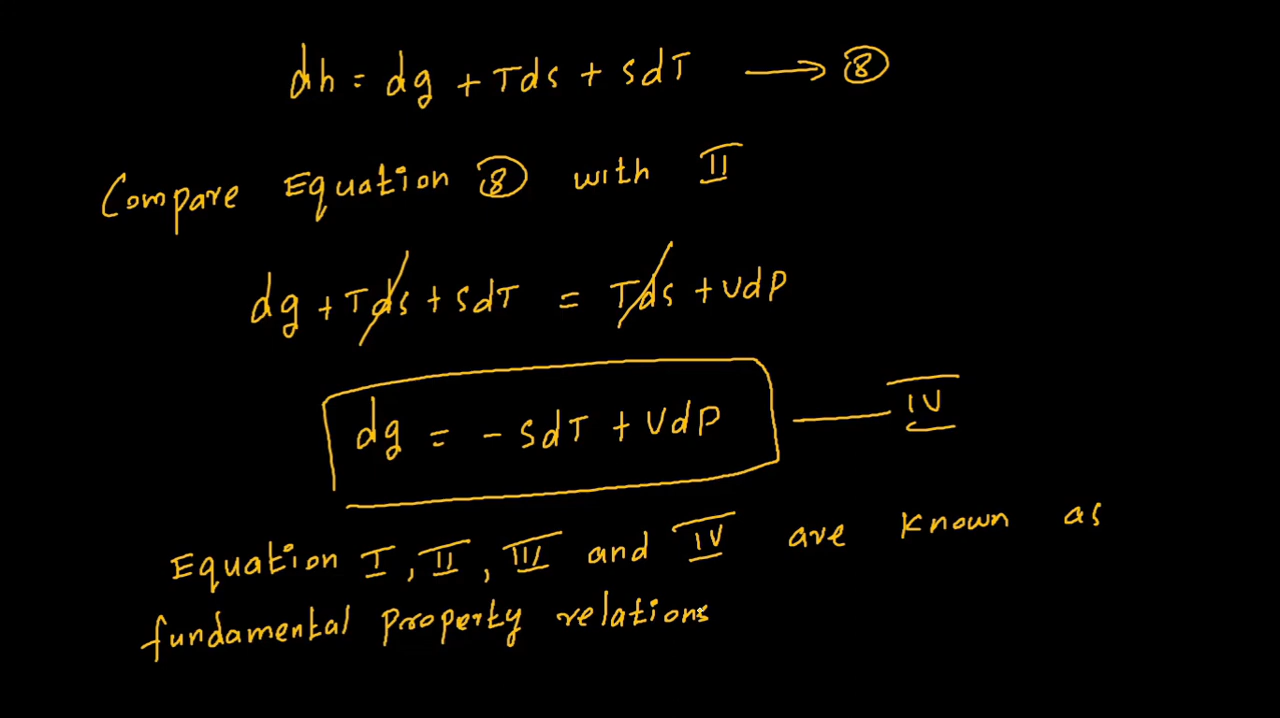 dh = dg + Tds + sdT → ⑧
Compare Equation ⑧ with II
dg + Tds + sdT = Tds + vdP
dg = - sdT + vdP — IV
Equation I, II, III and IV are known as
fundamental property relations